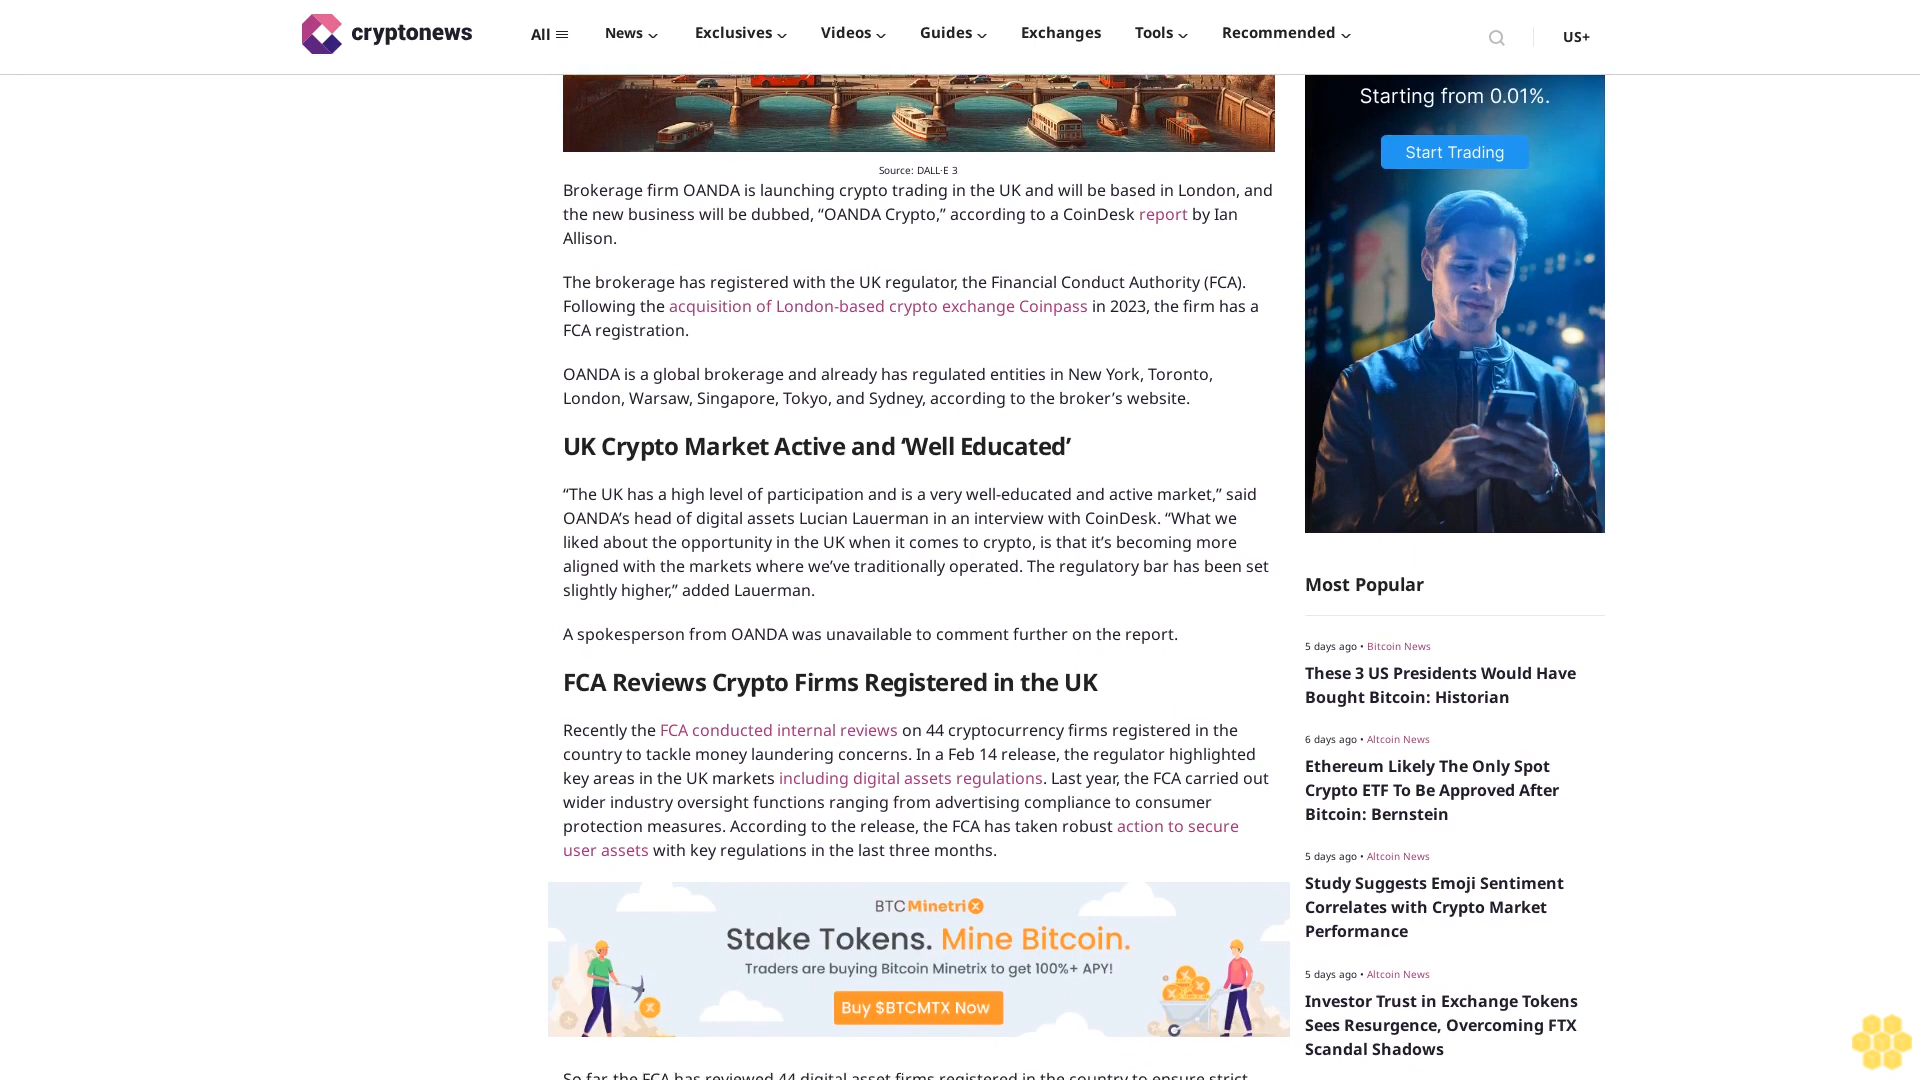 cryptonews
All
News
Exclusives
Videos
Guides
Exchanges
Tools
Recommended
US+
Source: DALL·E 3
Brokerage firm OANDA is launching crypto trading in the UK and will be based in London, and
the new business will be dubbed, “OANDA Crypto,” according to a CoinDesk report by Ian
Allison.
The brokerage has registered with the UK regulator, the Financial Conduct Authority (FCA).
Following the acquisition of London-based crypto exchange Coinpass in 2023, the firm has a
FCA registration.
OANDA is a global brokerage and already has regulated entities in New York, Toronto,
London, Warsaw, Singapore, Tokyo, and Sydney, according to the broker’s website.
UK Crypto Market Active and ‘Well Educated’
“The UK has a high level of participation and is a very well-educated and active market,” said
OANDA’s head of digital assets Lucian Lauerman in an interview with CoinDesk. “What we
liked about the opportunity in the UK when it comes to crypto, is that it’s becoming more
aligned with the markets where we’ve traditionally operated. The regulatory bar has been set
slightly higher,” added Lauerman.
A spokesperson from OANDA was unavailable to comment further on the report.
FCA Reviews Crypto Firms Registered in the UK
Recently the FCA conducted internal reviews on 44 cryptocurrency firms registered in the
country to tackle money laundering concerns. In a Feb 14 release, the regulator highlighted
key areas in the UK markets including digital assets regulations. Last year, the FCA carried out
wider industry oversight functions ranging from advertising compliance to consumer
protection measures. According to the release, the FCA has taken robust action to secure
user assets with key regulations in the last three months.
BTC Minetrix
Stake Tokens. Mine Bitcoin.
Traders are buying Bitcoin Minetrix to get 100%+ APY!
Buy $BTCMTX Now
So far, the FCA has reviewed 44 digital asset firms registered in the country to ensure strict
Starting from 0.01%.
Start Trading
Most Popular
5 days ago • Bitcoin News
These 3 US Presidents Would Have
Bought Bitcoin: Historian
6 days ago • Altcoin News
Ethereum Likely The Only Spot
Crypto ETF To Be Approved After
Bitcoin: Bernstein
5 days ago • Altcoin News
Study Suggests Emoji Sentiment
Correlates with Crypto Market
Performance
5 days ago • Altcoin News
Investor Trust in Exchange Tokens
Sees Resurgence, Overcoming FTX
Scandal Shadows